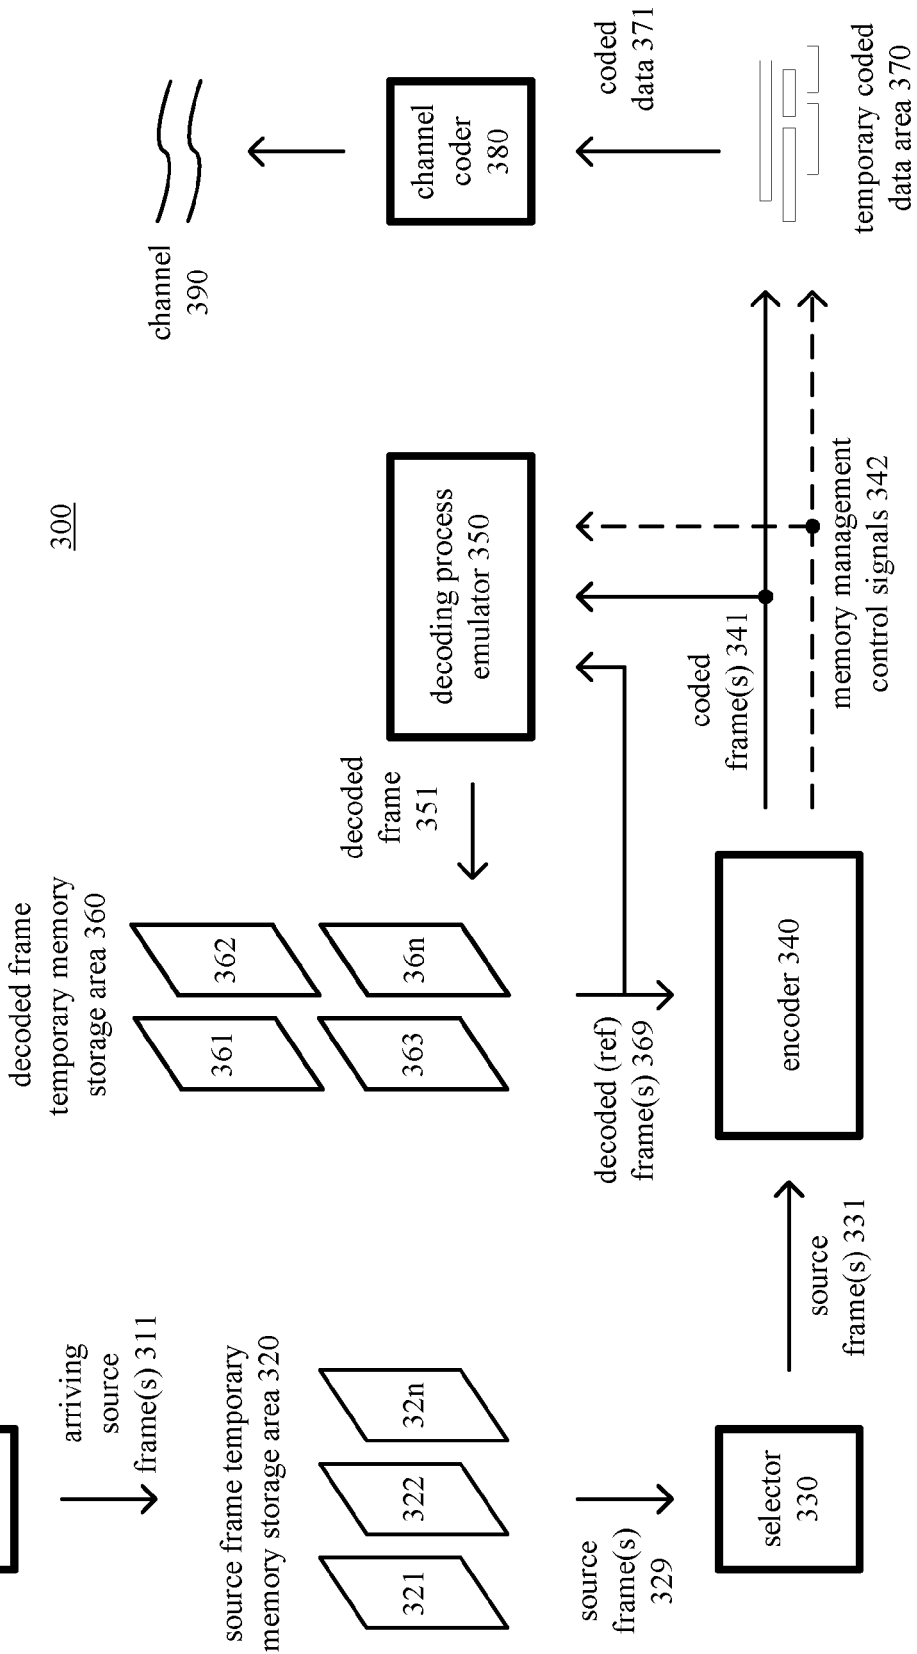 300
arriving
source
frame(s) 311
source frame temporary
memory storage area 320
321
322
32n
source
frame(s)
329
selector
330
source
frame(s) 331
decoded frame
temporary memory
storage area 360
361
362
363
36n
decoded (ref)
frame(s) 369
encoder 340
decoded
frame
351
decoding process
emulator 350
coded
frame(s) 341
memory management
control signals 342
channel
390
channel
coder
380
coded
data 371
temporary coded
data area 370